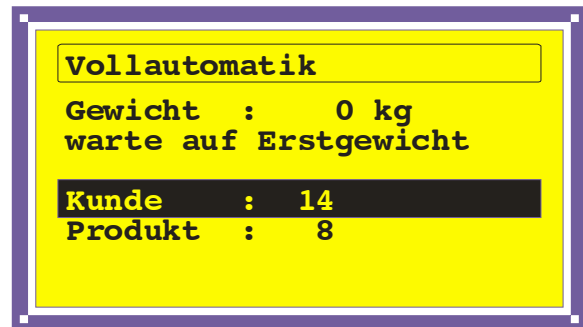 Vollautomatik
Gewicht : 0 kg
warte auf Erstgewicht
Kunde : 14
Produkt : 8